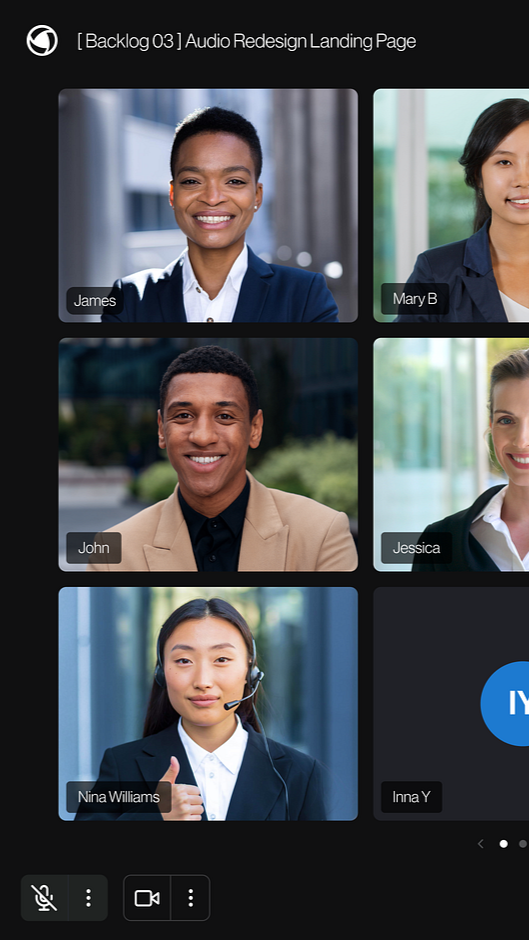 [ Backlog 03 ] Audio Redesign Landing Page
James
Mary B
John
Jessica
Nina Williams
IY
Inna Y